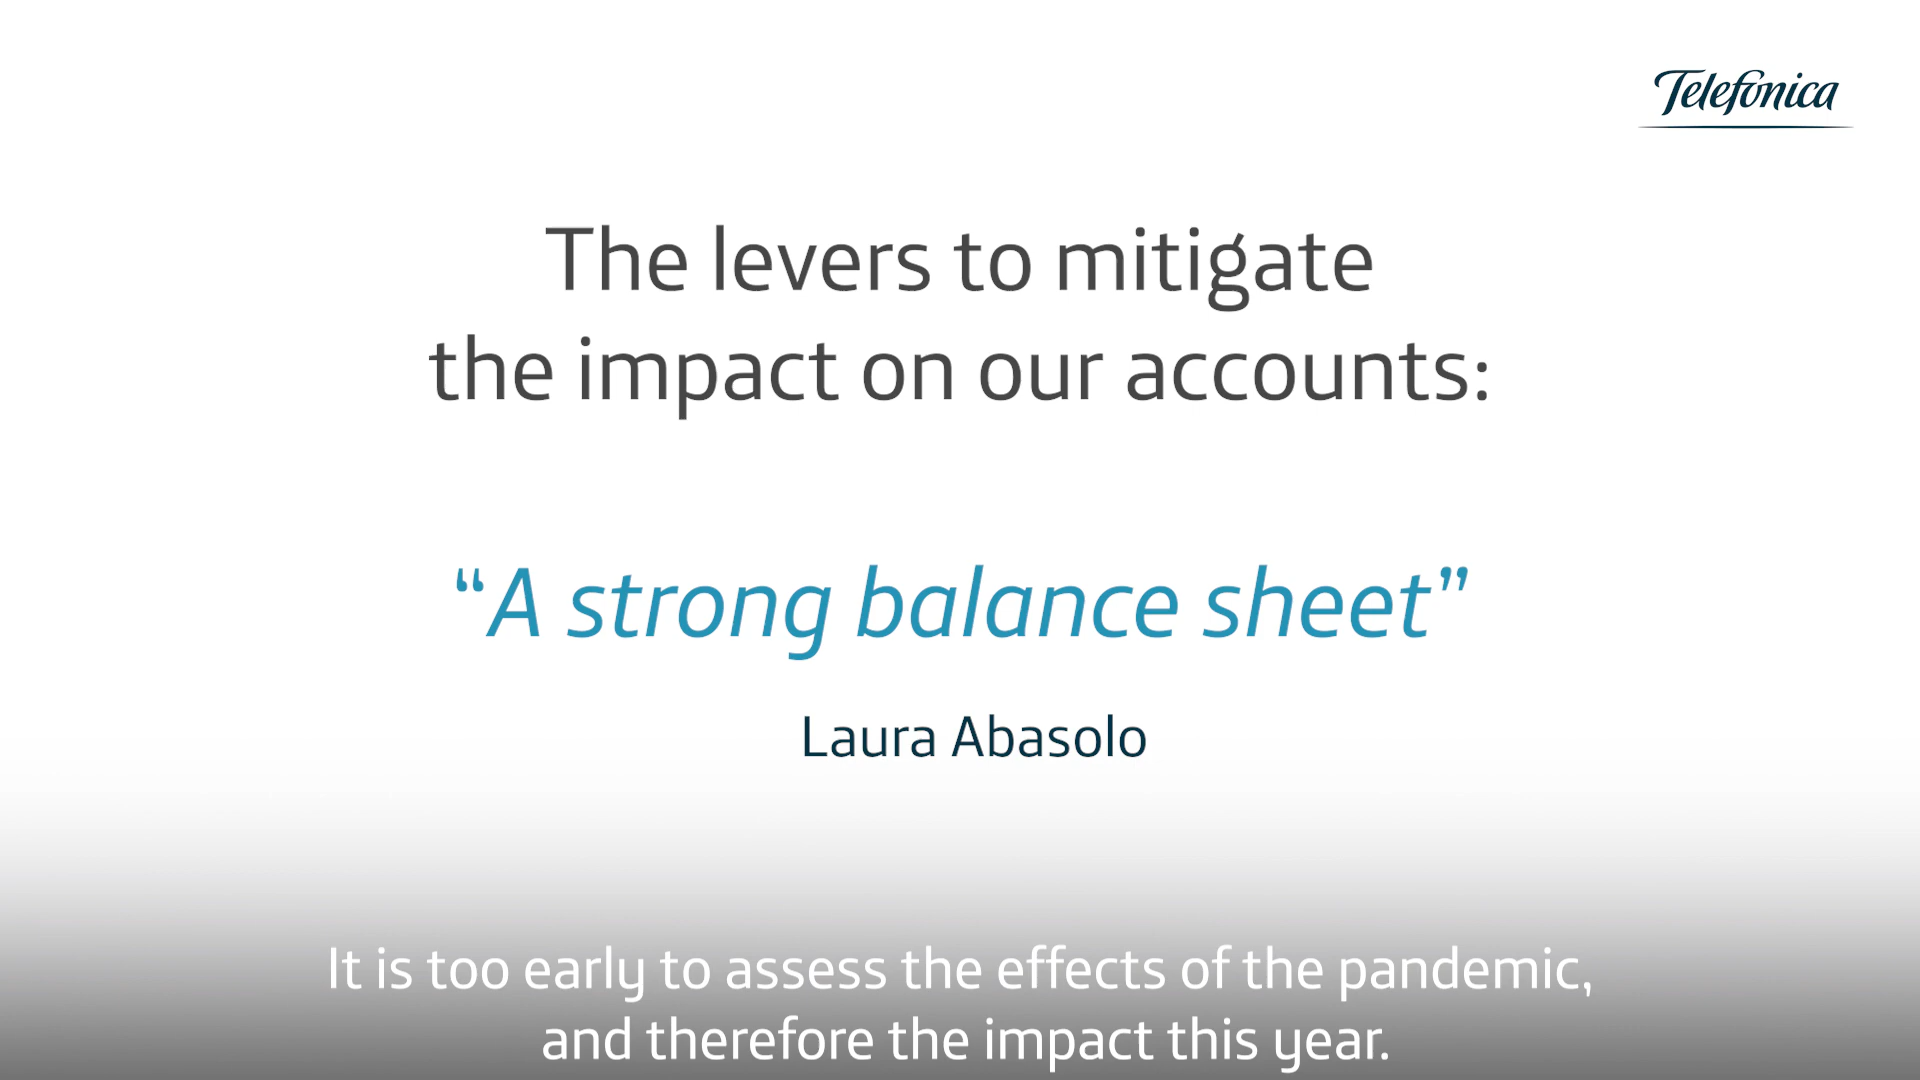 Telefónica
The levers to mitigate
the impact on our accounts:
“A strong balance sheet”
Laura Abasolo
It is too early to assess the effects of the pandemic,
and therefore the impact this year.